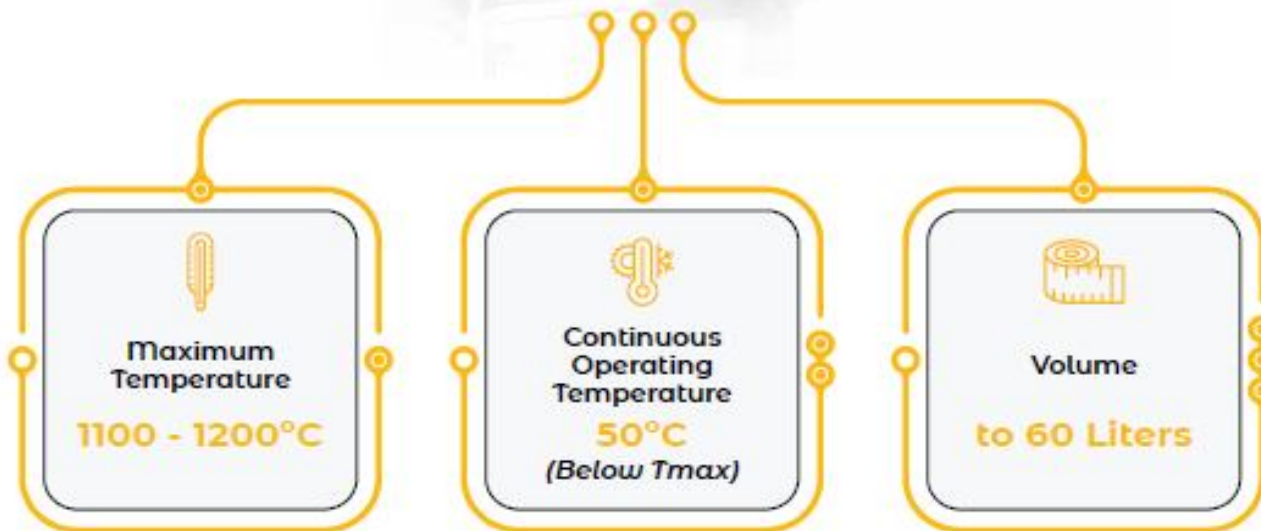 Maximum
Temperature
1100 - 1200°C
Continuous
Operating
Temperature
50°C
(Below Tmax)
Volume
to 60 Liters